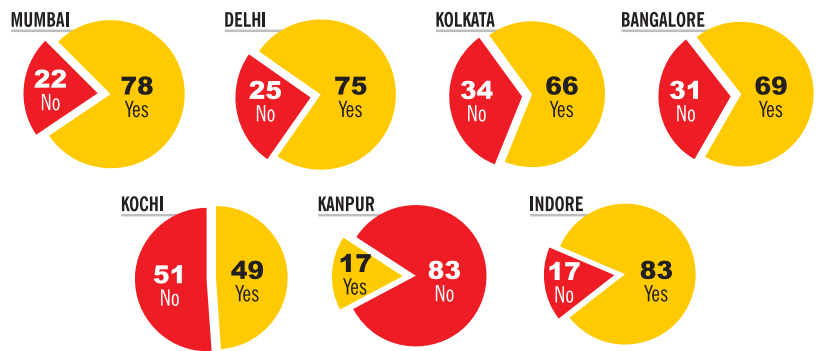 MUMBAI
22
No
78
Yes
DELHI
25
No
75
Yes
KOLKATA
34
No
66
Yes
BANGALORE
31
No
69
Yes
KOCHI
51
No
49
Yes
KANPUR
17
Yes
83
No
INDORE
17
No
83
Yes